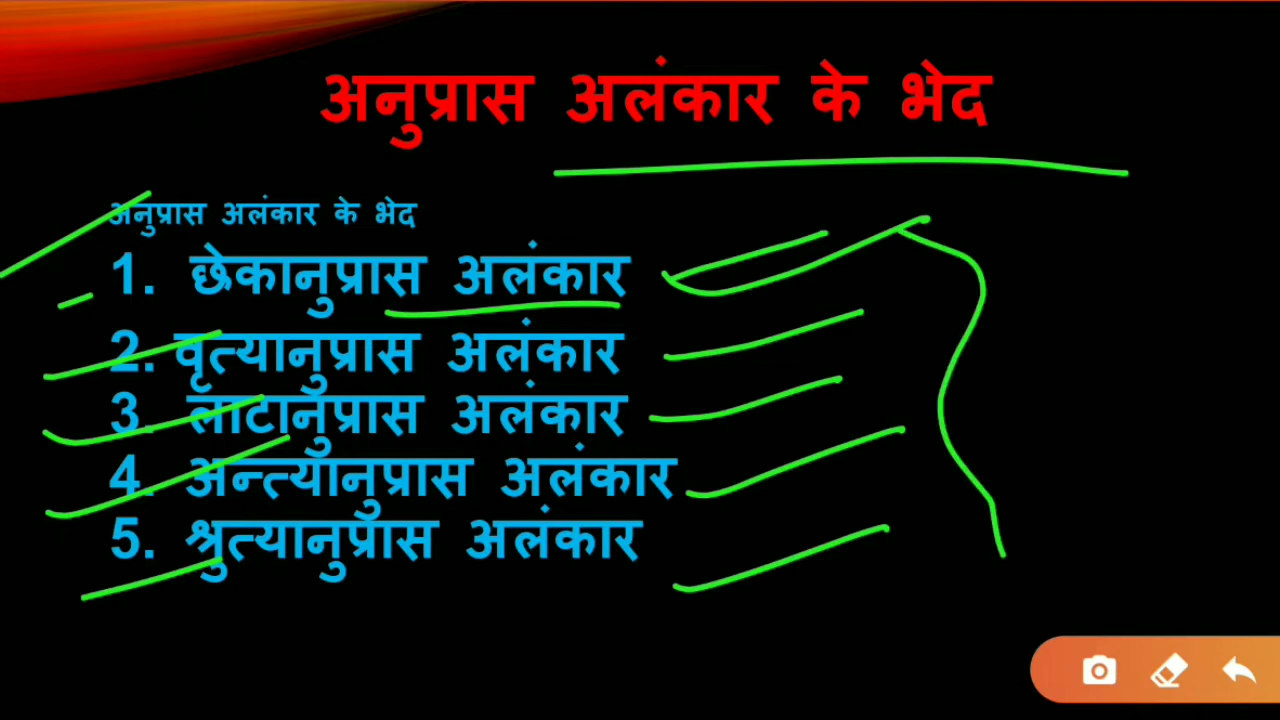 अनुप्रास अलंकार के भेद
अनुप्रास अलंकार के भेद
1. छेकानुप्रास अलंकार
2. वृत्यानुप्रास अलंकार
3. लाटानुप्रास अलंकार
4. अन्त्यानुप्रास अलंकार
5. श्रुत्यानुप्रास अलंकार